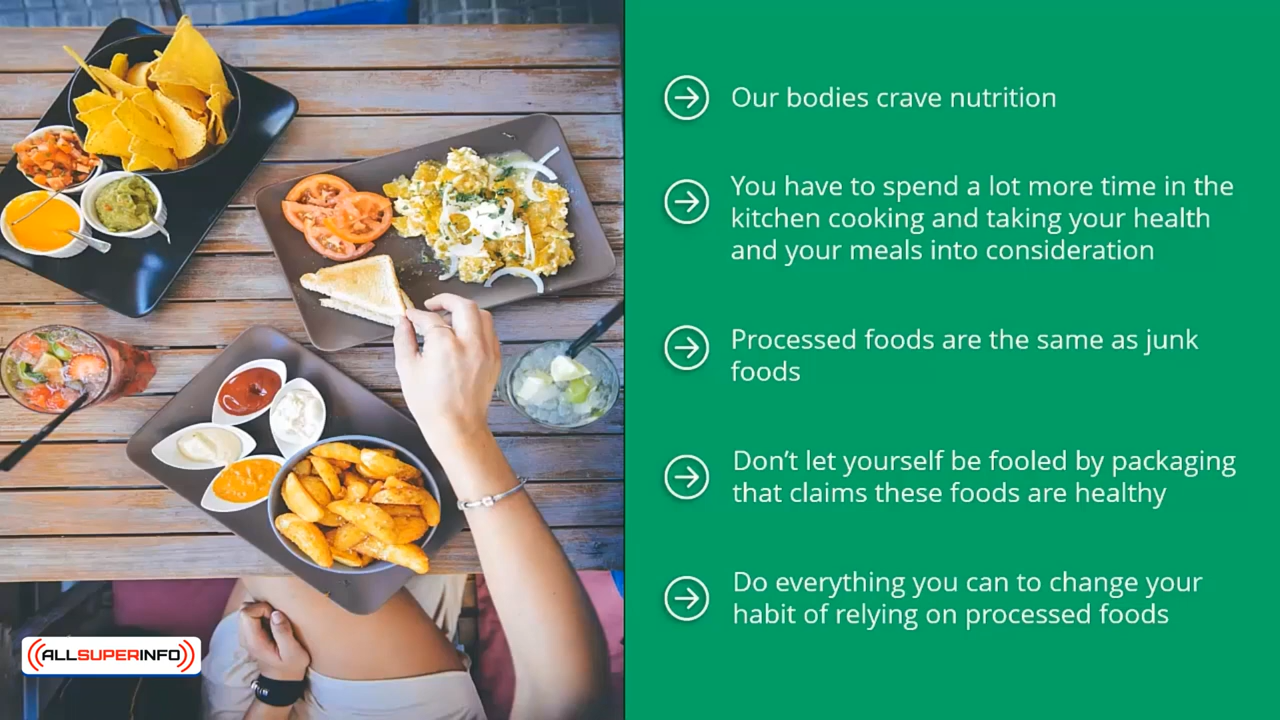 Our bodies crave nutrition
You have to spend a lot more time in the
kitchen cooking and taking your health
and your meals into consideration
Processed foods are the same as junk
foods
Don't let yourself be fooled by packaging
that claims these foods are healthy
Do everything you can to change your
habit of relying on processed foods
ALLSUPERINFO